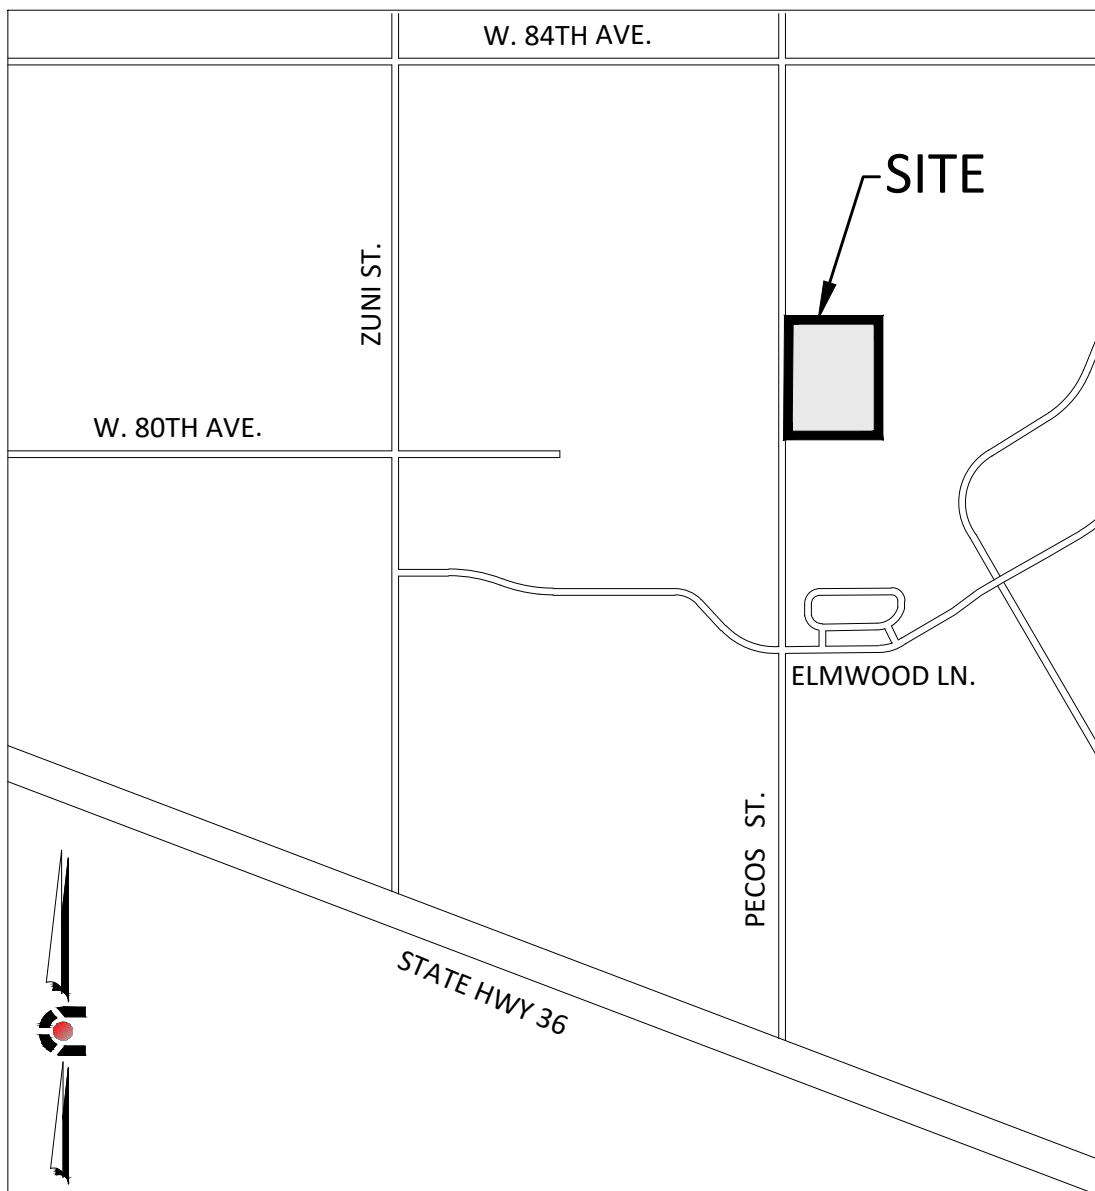 W. 84TH AVE.
SITE
ZUNI ST.
W. 80TH AVE.
ELMWOOD LN.
PECOS ST.
STATE HWY 36